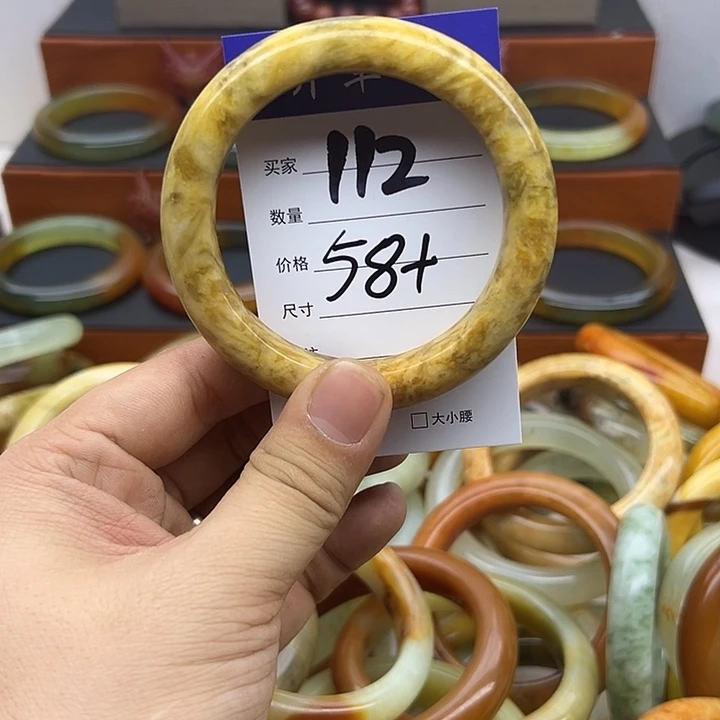 买家 112
数量
价格 58+
尺寸
大小腰